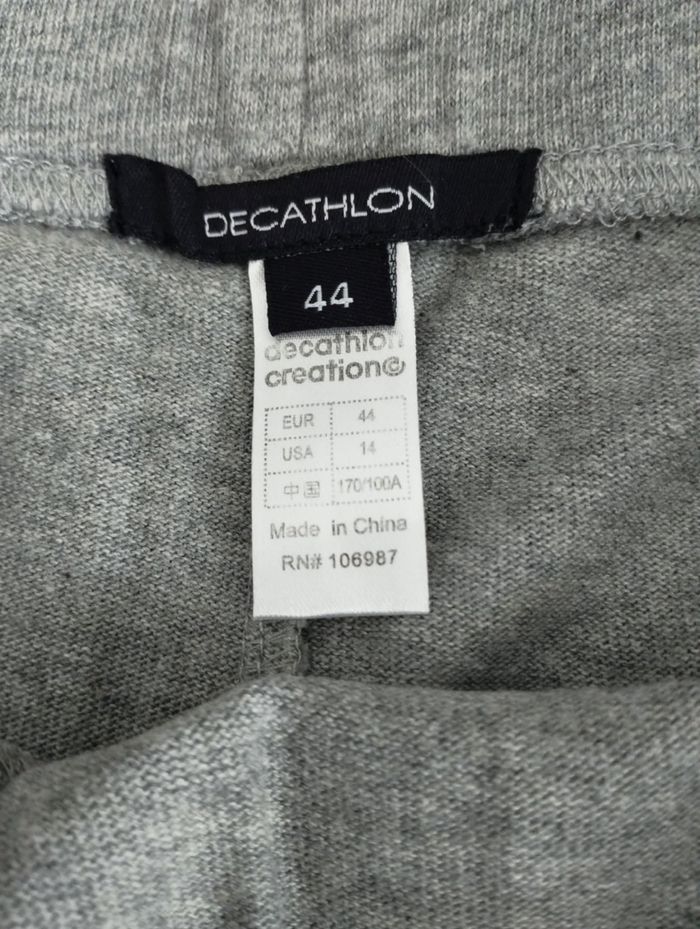 DECATHLON
44
decathlon
creation©
EUR 44
USA 14
中国 170/100A
Made in China
RN# 106987